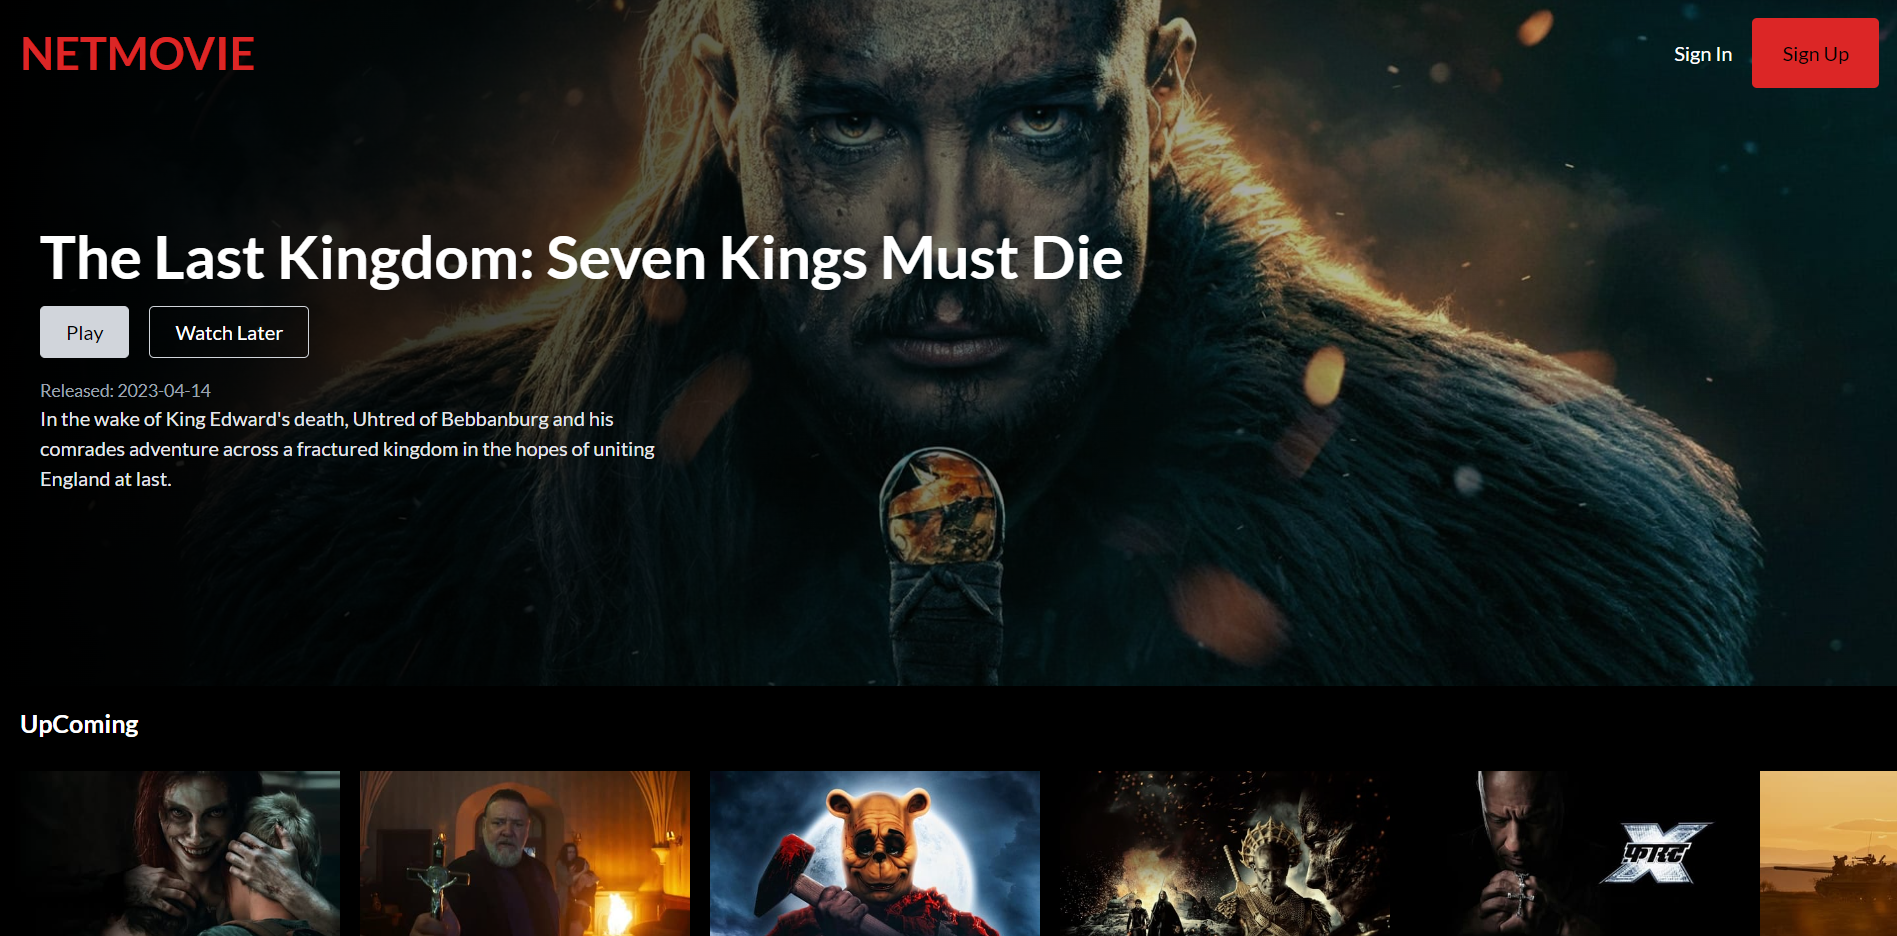 NETMOVIE
Sign In
Sign Up
The Last Kingdom: Seven Kings Must Die
Play
Watch Later
Released: 2023-04-14
In the wake of King Edward's death, Uhtred of Bebbanburg and his
comrades adventure across a fractured kingdom in the hopes of uniting
England at last.
UpComing